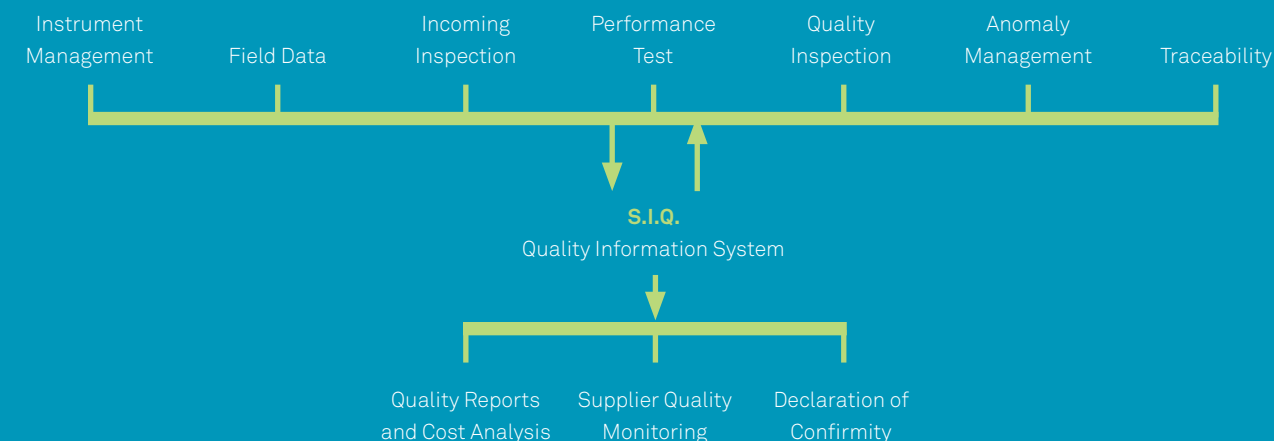 Instrument
Management
Field Data
Incoming
Inspection
Performance
Test
Quality
Inspection
Anomaly
Management
Traceability
S.I.Q.
Quality Information System
Quality Reports
and Cost Analysis
Supplier Quality
Monitoring
Declaration of
Confirmity